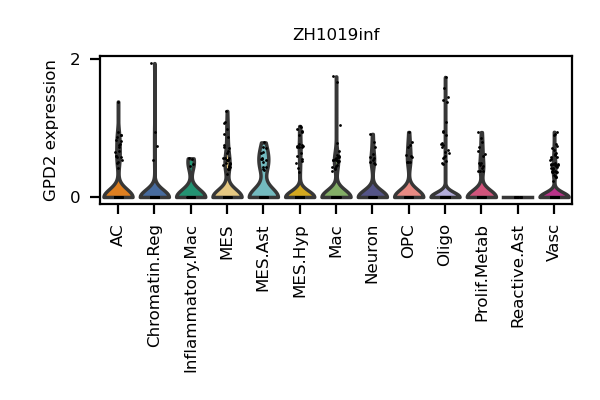 ZH1019inf
GPD2 expression
2
0
AC
Chromatin.Reg
Inflammatory.Mac
MES
MES.Ast
MES.Hyp
Mac
Neuron
OPC
Oligo
Prolif.Metab
Reactive.Ast
Vasc